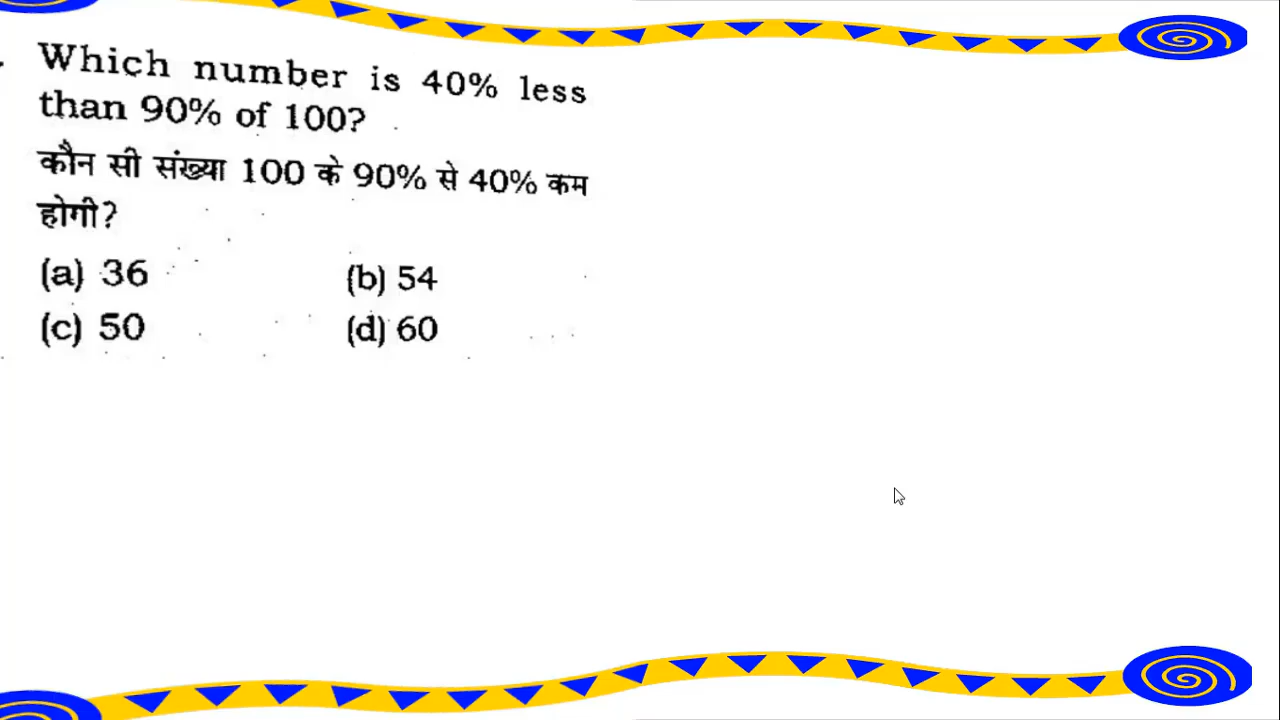 Which number is 40% less
than 90% of 100?
कौन सी संख्या 100 के 90% से 40% कम
होगी?
(a) 36 (b) 54
(c) 50 (d) 60